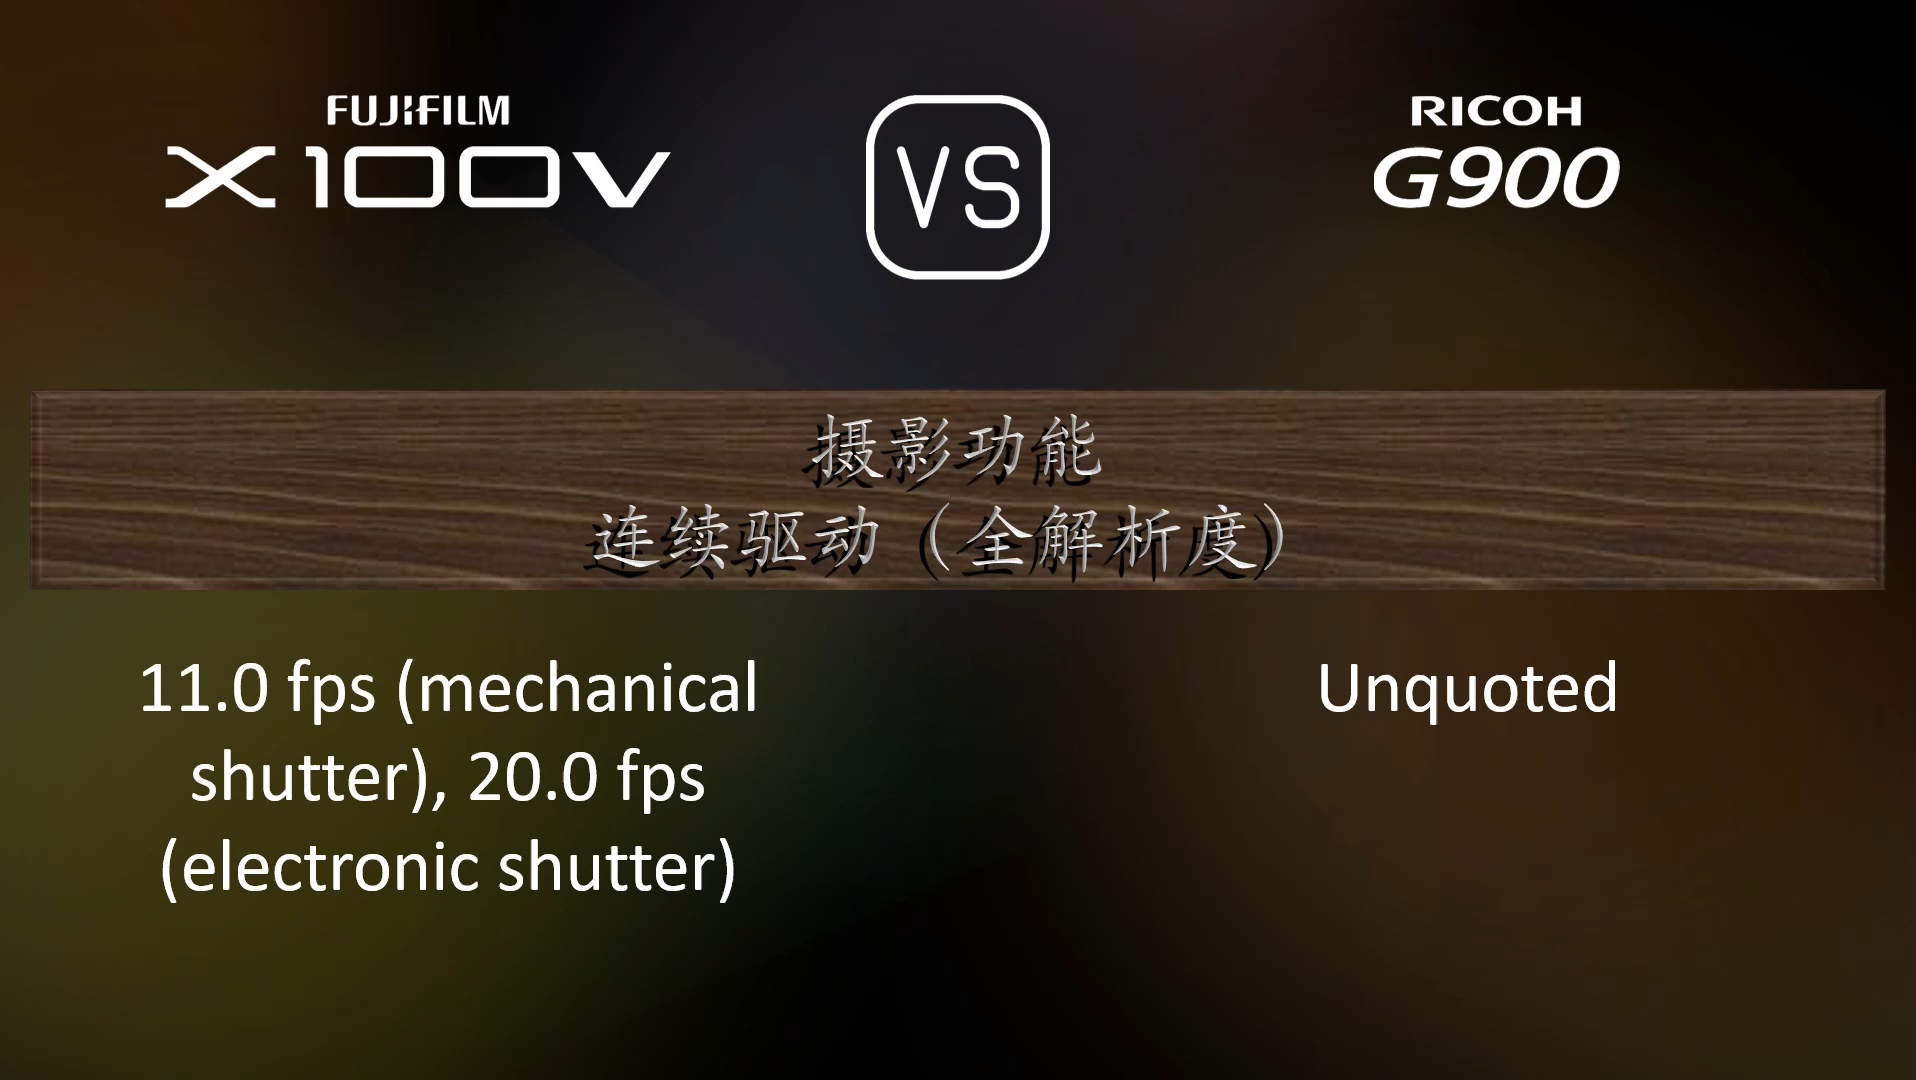 FUJIFILM
X100V
VS
RICOH
G900
摄影功能
连续驱动（全解析度）
11.0 fps (mechanical
shutter), 20.0 fps
(electronic shutter)
Unquoted